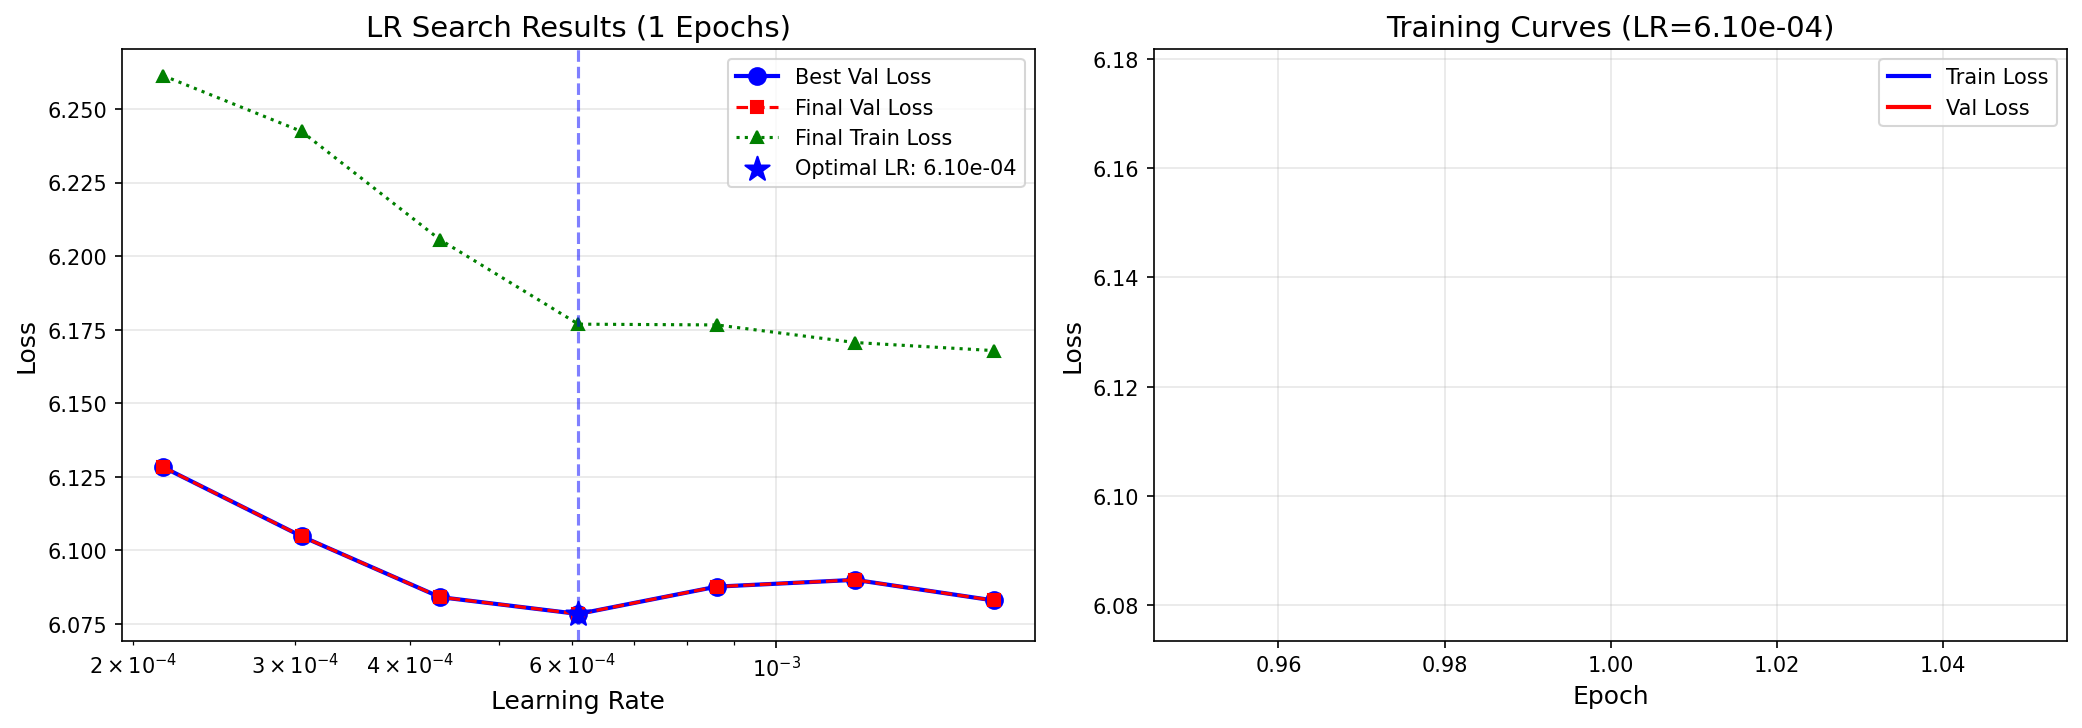 LR Search Results (1 Epochs)
Best Val Loss
Final Val Loss
Final Train Loss
Optimal LR: 6.10e-04
6.250
6.225
6.200
6.175
6.150
6.125
6.100
6.075
Loss
2 × 10⁻⁴
3 × 10⁻⁴
4 × 10⁻⁴
6 × 10⁻⁴
10⁻³
Learning Rate
Training Curves (LR=6.10e-04)
Train Loss
Val Loss
6.18
6.16
6.14
6.12
6.10
6.08
Loss
0.96
0.98
1.00
1.02
1.04
Epoch